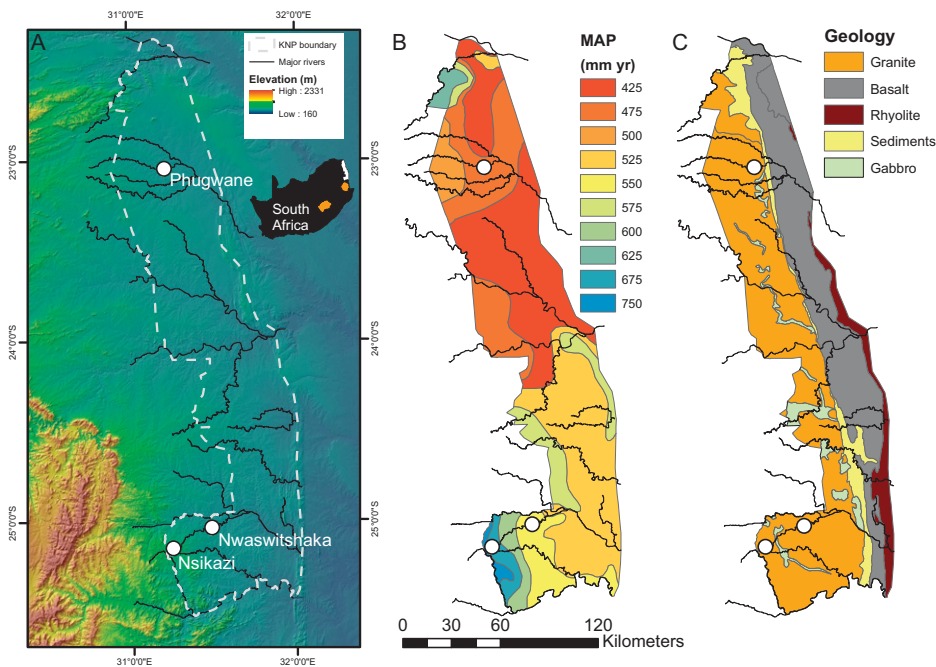 31°0'0"E
32°0'0"E
A
KNP boundary
Major rivers
Elevation (m)
High : 2331
Low : 160
23°0'0"S
24°0'0"S
25°0'0"S
Phugwane
South
Africa
Nwaswitshaka
Nsikazi
31°0'0"E
32°0'0"E
23°0'0"S
24°0'0"S
25°0'0"S
B
MAP
(mm yr)
425
475
500
525
550
575
600
625
675
750
0 30 60 120
Kilometers
C
Geology
Granite
Basalt
Rhyolite
Sediments
Gabbro